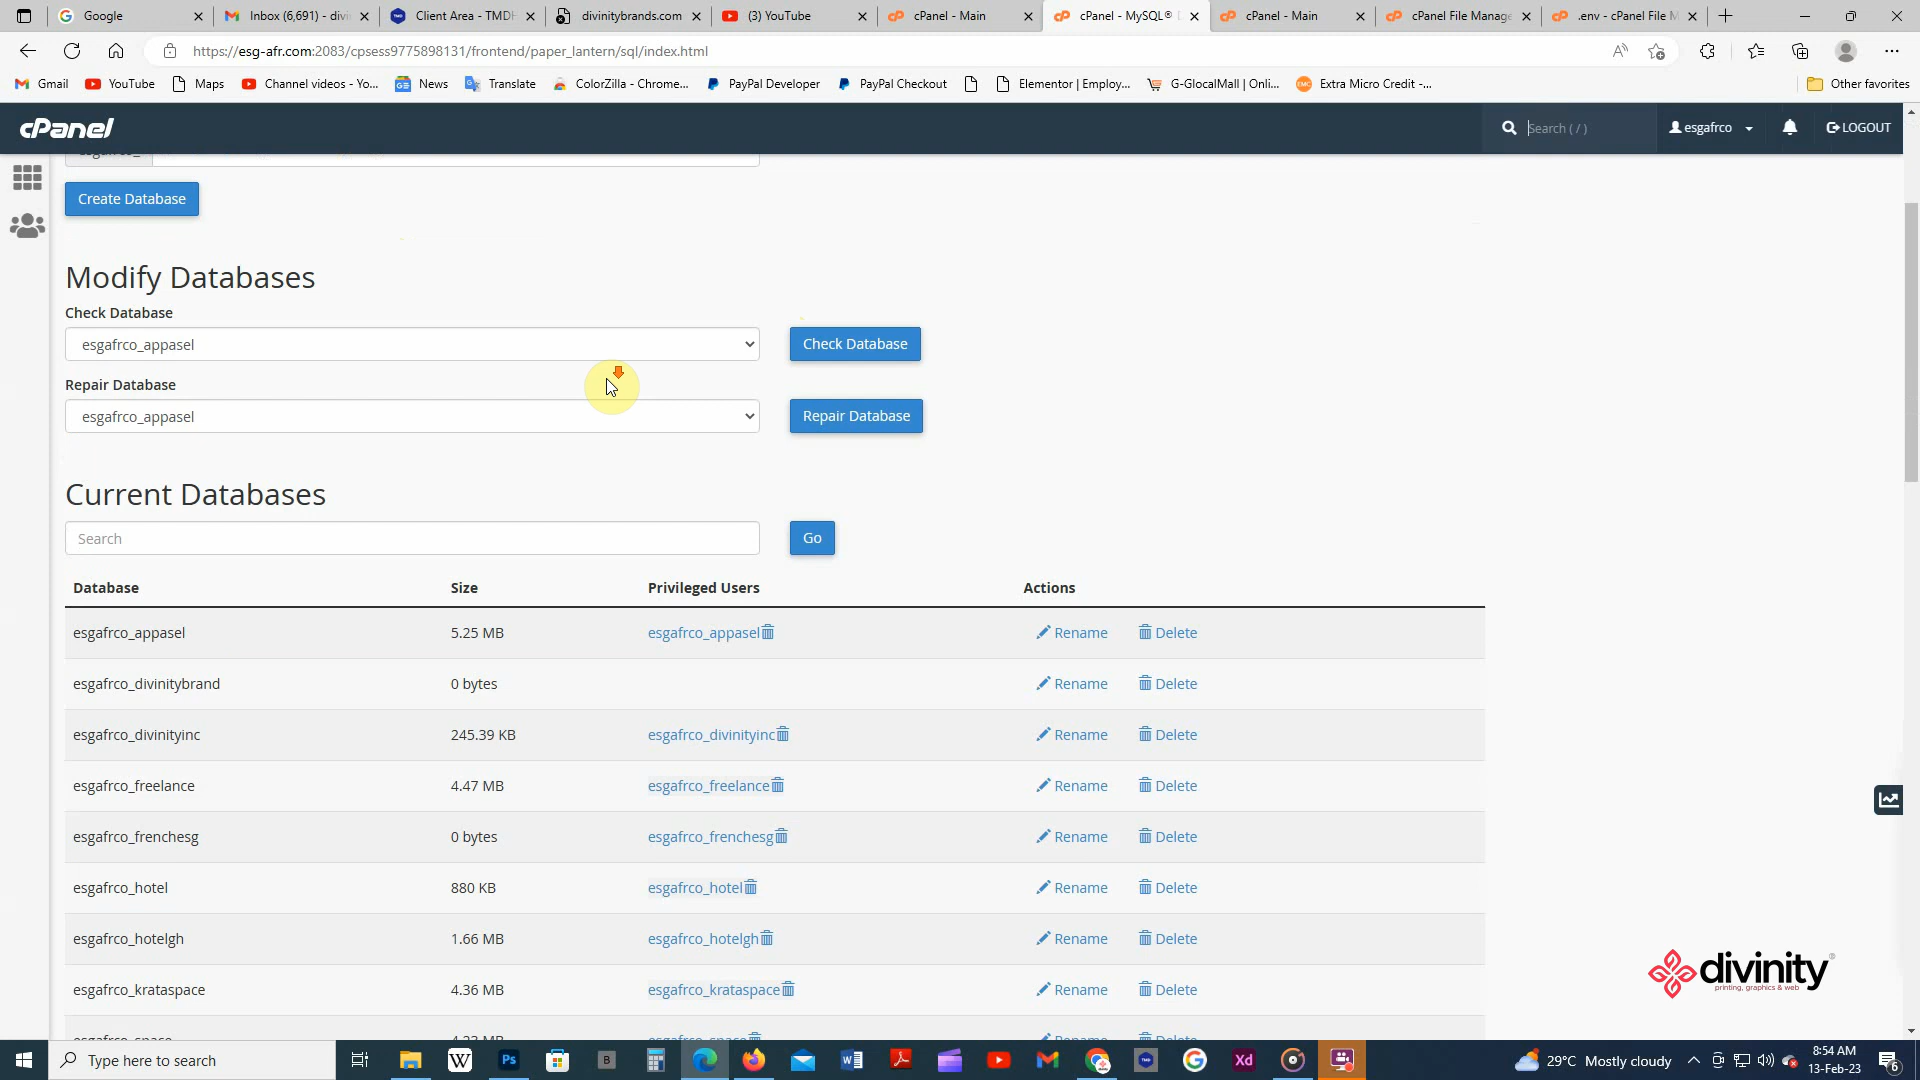 Google
Inbox (6,691) - divi
Client Area - TMDH
divinitybrands.com
(3) YouTube
cPanel - Main
cPanel - MySQL® D
cPanel - Main
cPanel File Manage
.env - cPanel File M
https://esg-afr.com:2083/cpsess9775898131/frontend/paper_lantern/sql/index.html
Gmail
YouTube
Maps
Channel videos - Yo...
News
Translate
ColorZilla - Chrome...
PayPal Developer
PayPal Checkout
Elementor | Employ...
G-GlocalMall | Onli...
Extra Micro Credit -...
Other favorites
cPanel
Search ( / )
esgafrco
LOGOUT
esgafrco_
Create Database
Modify Databases
Check Database
esgafrco_appasel
Check Database
Repair Database
esgafrco_appasel
Repair Database
Current Databases
Search
Go
Database Size Privileged Users Actions
esgafrco_appasel 5.25 MB esgafrco_appasel Rename Delete
esgafrco_divinitybrand 0 bytes Rename Delete
esgafrco_divinityinc 245.39 KB esgafrco_divinityinc Rename Delete
esgafrco_freelance 4.47 MB esgafrco_freelance Rename Delete
esgafrco_frenchesg 0 bytes esgafrco_frenchesg Rename Delete
esgafrco_hotel 880 KB esgafrco_hotel Rename Delete
esgafrco_hotelgh 1.66 MB esgafrco_hotelgh Rename Delete
esgafrco_krataspace 4.36 MB esgafrco_krataspace Rename Delete
divinity®
printing, graphics & web
Type here to search
29°C Mostly cloudy
8:54 AM
13-Feb-23
6